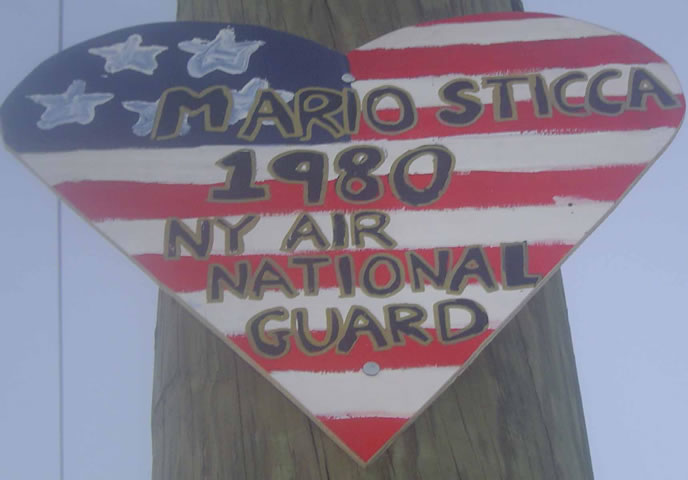 MARIO STICCA
1980
NY AIR
NATIONAL
GUARD